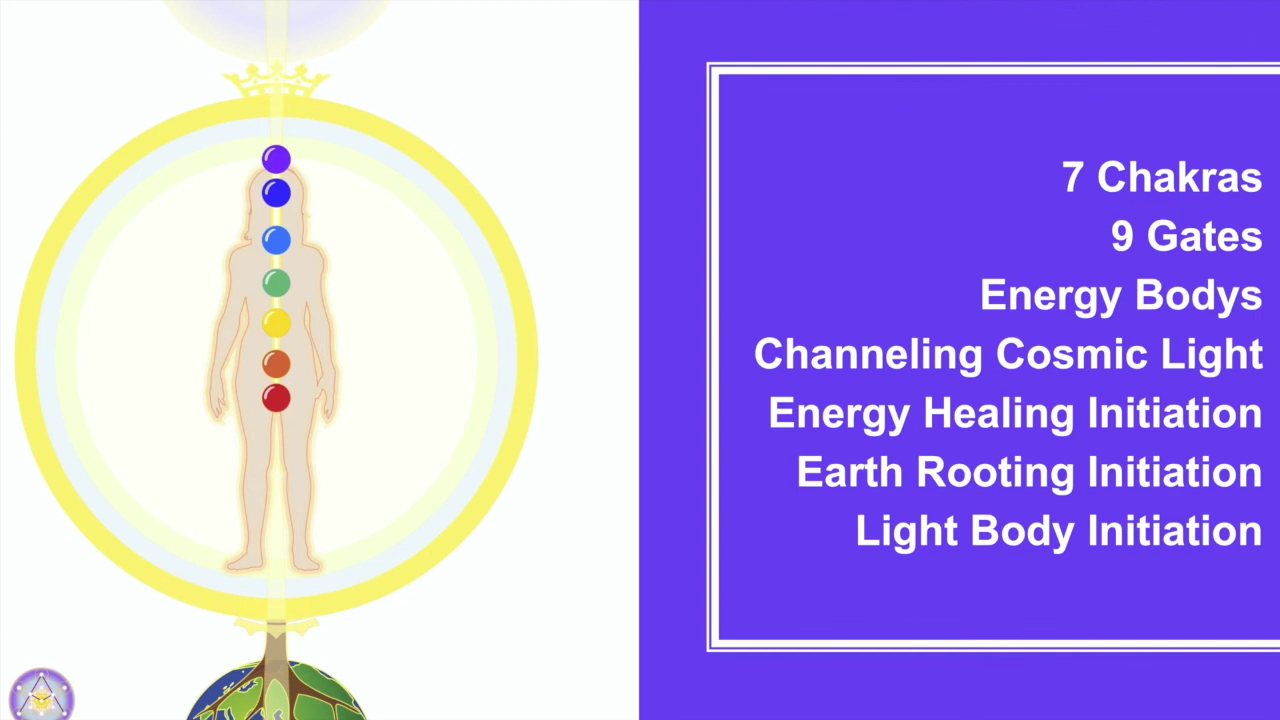 7 Chakras
9 Gates
Energy Bodys
Channeling Cosmic Light
Energy Healing Initiation
Earth Rooting Initiation
Light Body Initiation